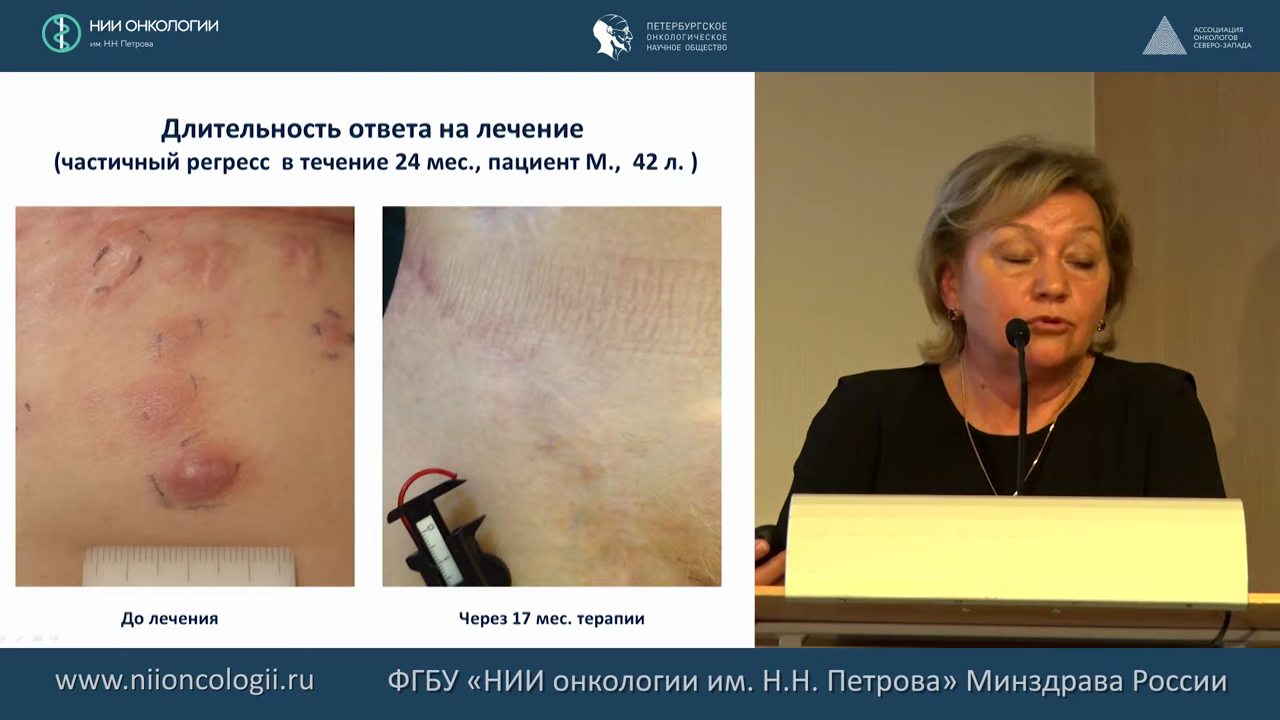 НИИ ОНКОЛОГИИ
им. Н.Н. Петрова
ПЕТЕРБУРГСКОЕ
ОНКОЛОГИЧЕСКОЕ
НАУЧНОЕ ОБЩЕСТВО
АССОЦИАЦИЯ
ОНКОЛОГОВ
СЕВЕРО-ЗАПАДА
Длительность ответа на лечение
(частичный регресс в течение 24 мес., пациент М., 42 л. )
До лечения
Через 17 мес. терапии
www.niioncologii.ru
ФГБУ «НИИ онкологии им. Н.Н. Петрова» Минздрава России